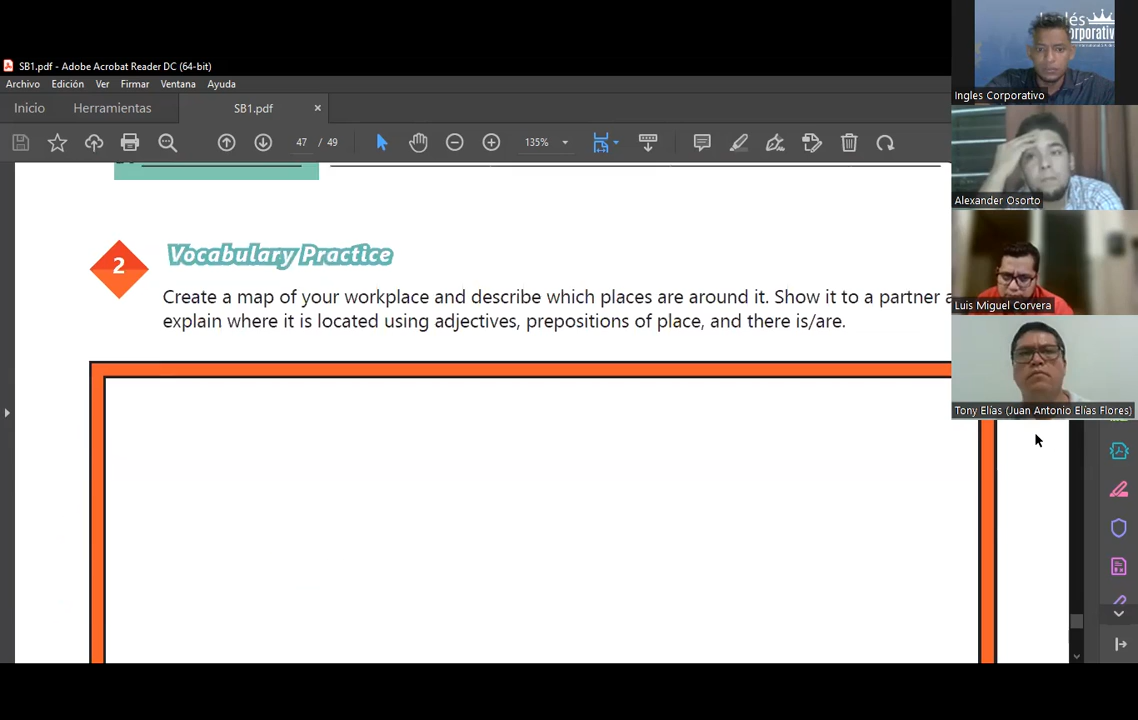 SB1.pdf - Adobe Acrobat Reader DC (64-bit)
Archivo Edición Ver Firmar Ventana Ayuda
Inicio Herramientas SB1.pdf ×
47 / 49 135%
2 Vocabulary Practice
Create a map of your workplace and describe which places are around it. Show it to a partner a
explain where it is located using adjectives, prepositions of place, and there is/are.
Ingles Corporativo
Alexander Osorto
Luis Miguel Corvera
Tony Elías (Juan Antonio Elías Flores)